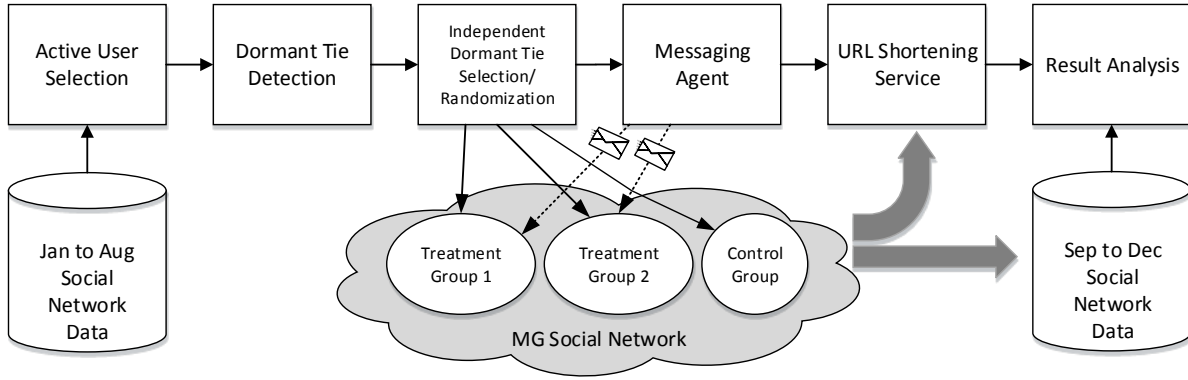 Active User
Selection
Dormant Tie
Detection
Independent
Dormant Tie
Selection/
Randomization
Messaging
Agent
URL Shortening
Service
Result Analysis
Jan to Aug
Social
Network
Data
Treatment
Group 1
Treatment
Group 2
Control
Group
MG Social Network
Sep to Dec
Social
Network
Data